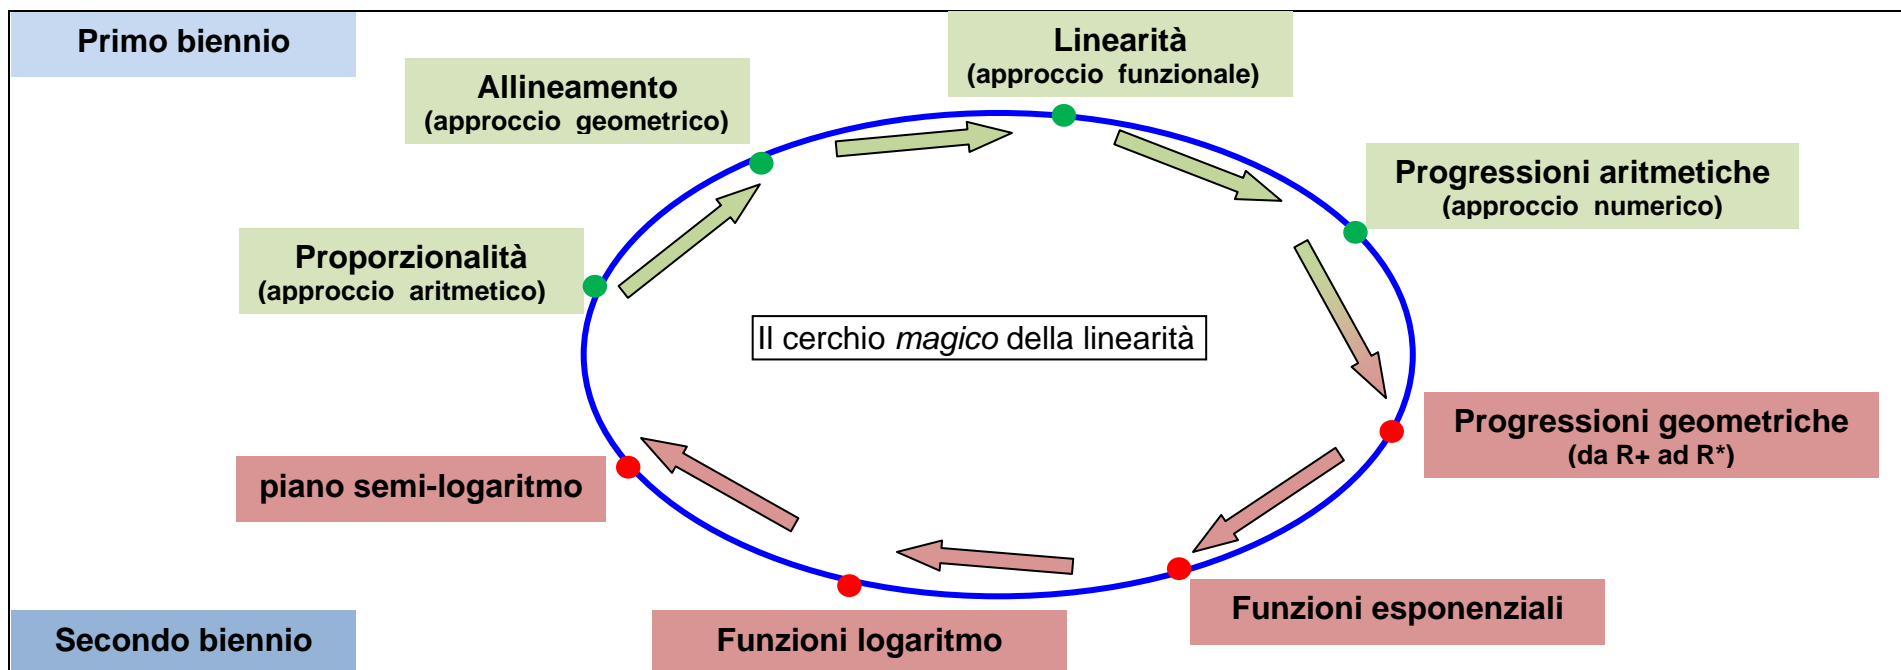 Primo biennio
Linearità
(approccio funzionale)
Allineamento
(approccio geometrico)
Progressioni aritmetiche
(approccio numerico)
Proporzionalità
(approccio aritmetico)
Il cerchio magico della linearità
Progressioni geometriche
(da R+ ad R*)
piano semi-logaritmo
Funzioni esponenziali
Funzioni logaritmo
Secondo biennio